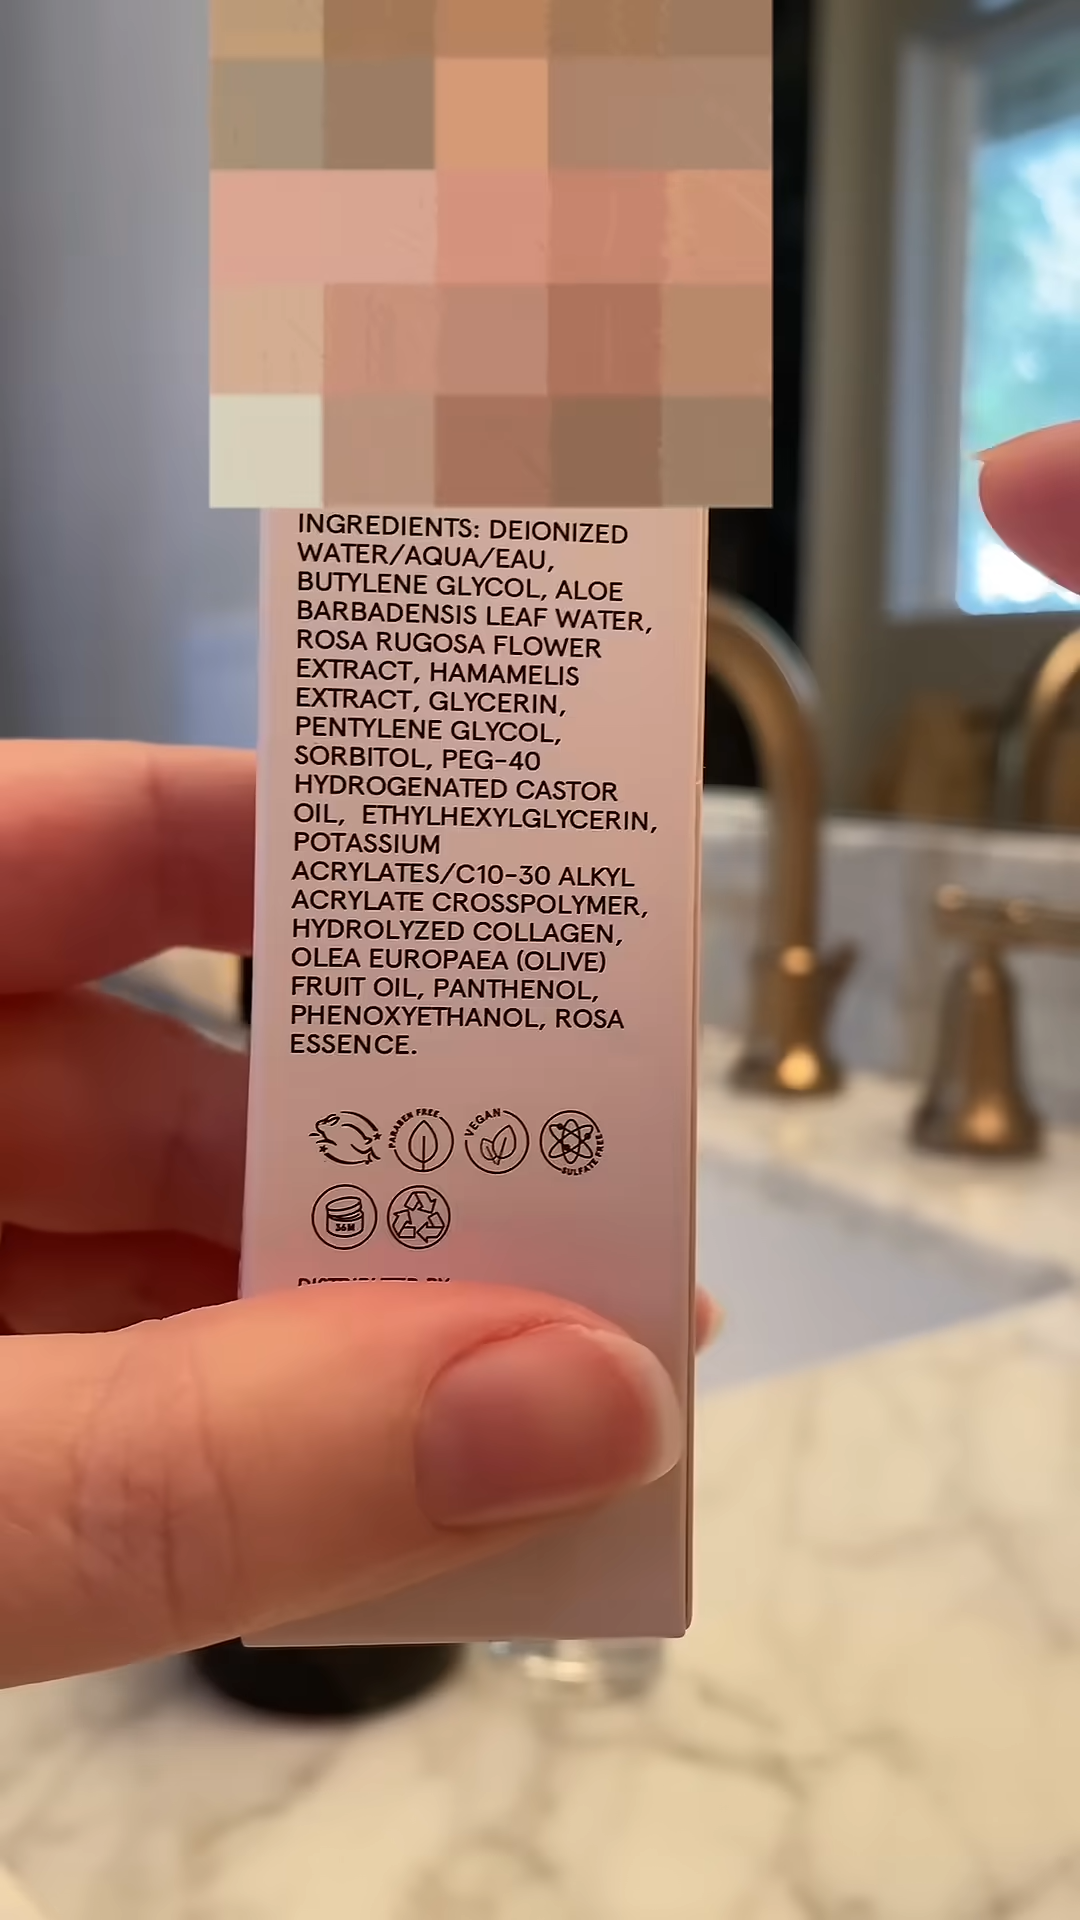 INGREDIENTS: DEIONIZED
WATER/AQUA/EAU,
BUTYLENE GLYCOL, ALOE
BARBADENSIS LEAF WATER,
ROSA RUGOSA FLOWER
EXTRACT, HAMAMELIS
EXTRACT, GLYCERIN,
PENTYLENE GLYCOL,
SORBITOL, PEG-40
HYDROGENATED CASTOR
OIL, ETHYLHEXYLGLYCERIN,
POTASSIUM
ACRYLATES/C10-30 ALKYL
ACRYLATE CROSSPOLYMER,
HYDROLYZED COLLAGEN,
OLEA EUROPAEA (OLIVE)
FRUIT OIL, PANTHENOL,
PHENOXYETHANOL, ROSA
ESSENCE.
PARABEN FREE
VEGAN
SULFATE FREE
36M